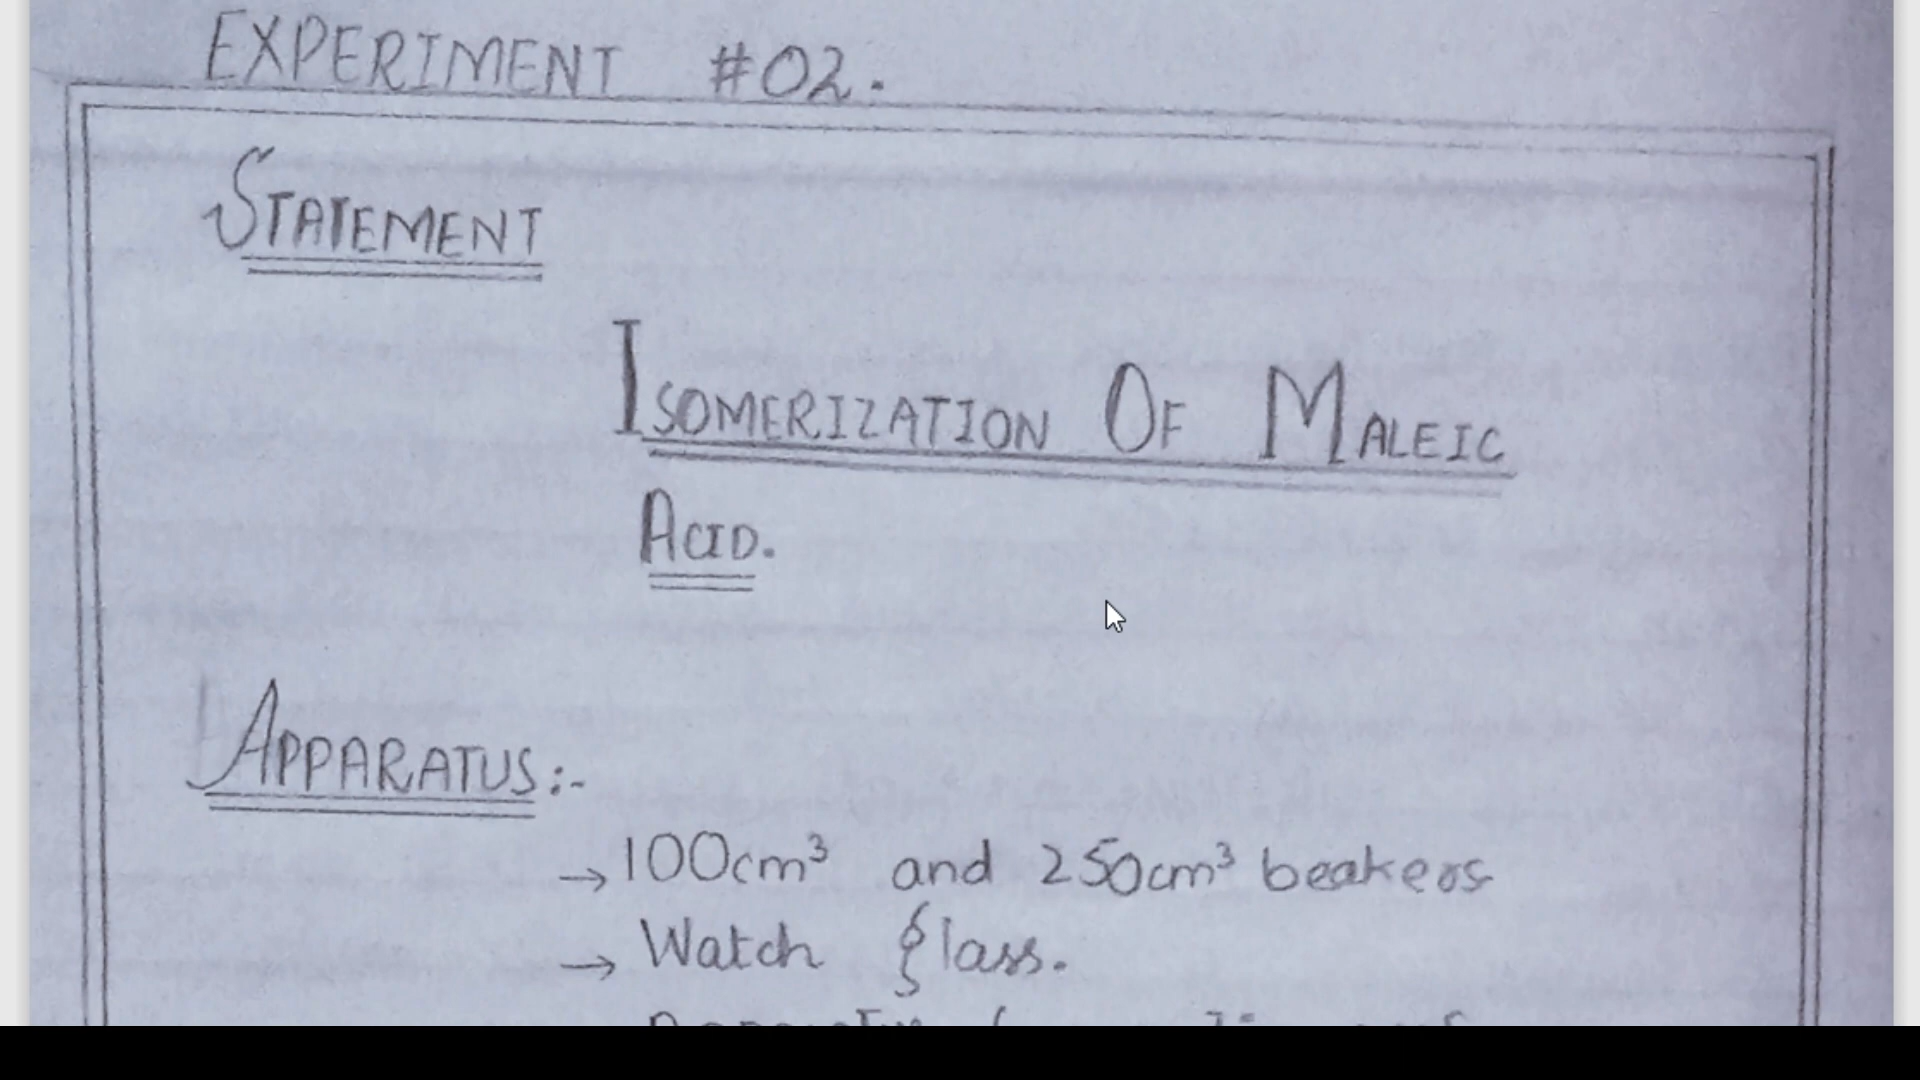 EXPERIMENT #02.
STATEMENT
ISOMERIZATION OF MALEIC
ACID.
APPARATUS:-
→ 100cm³ and 250cm³ beakers
→ Watch glass.